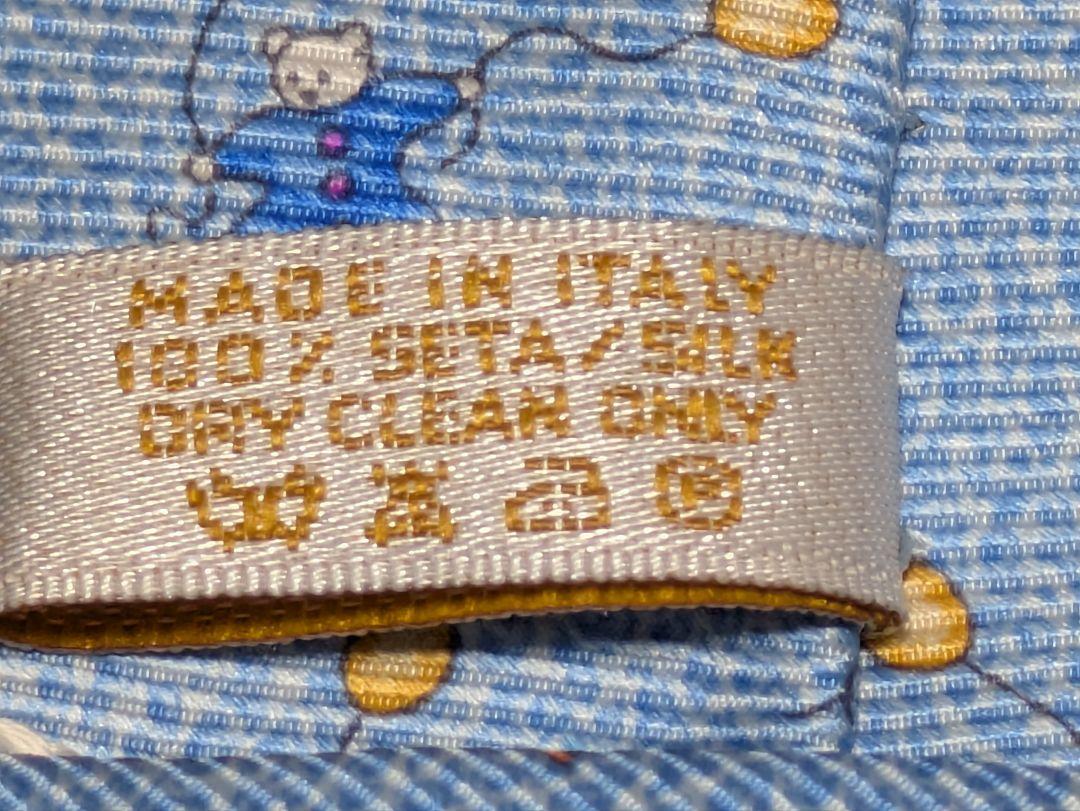 MADE IN ITALY
100% SETA/SILK
DRY CLEAN ONLY
P